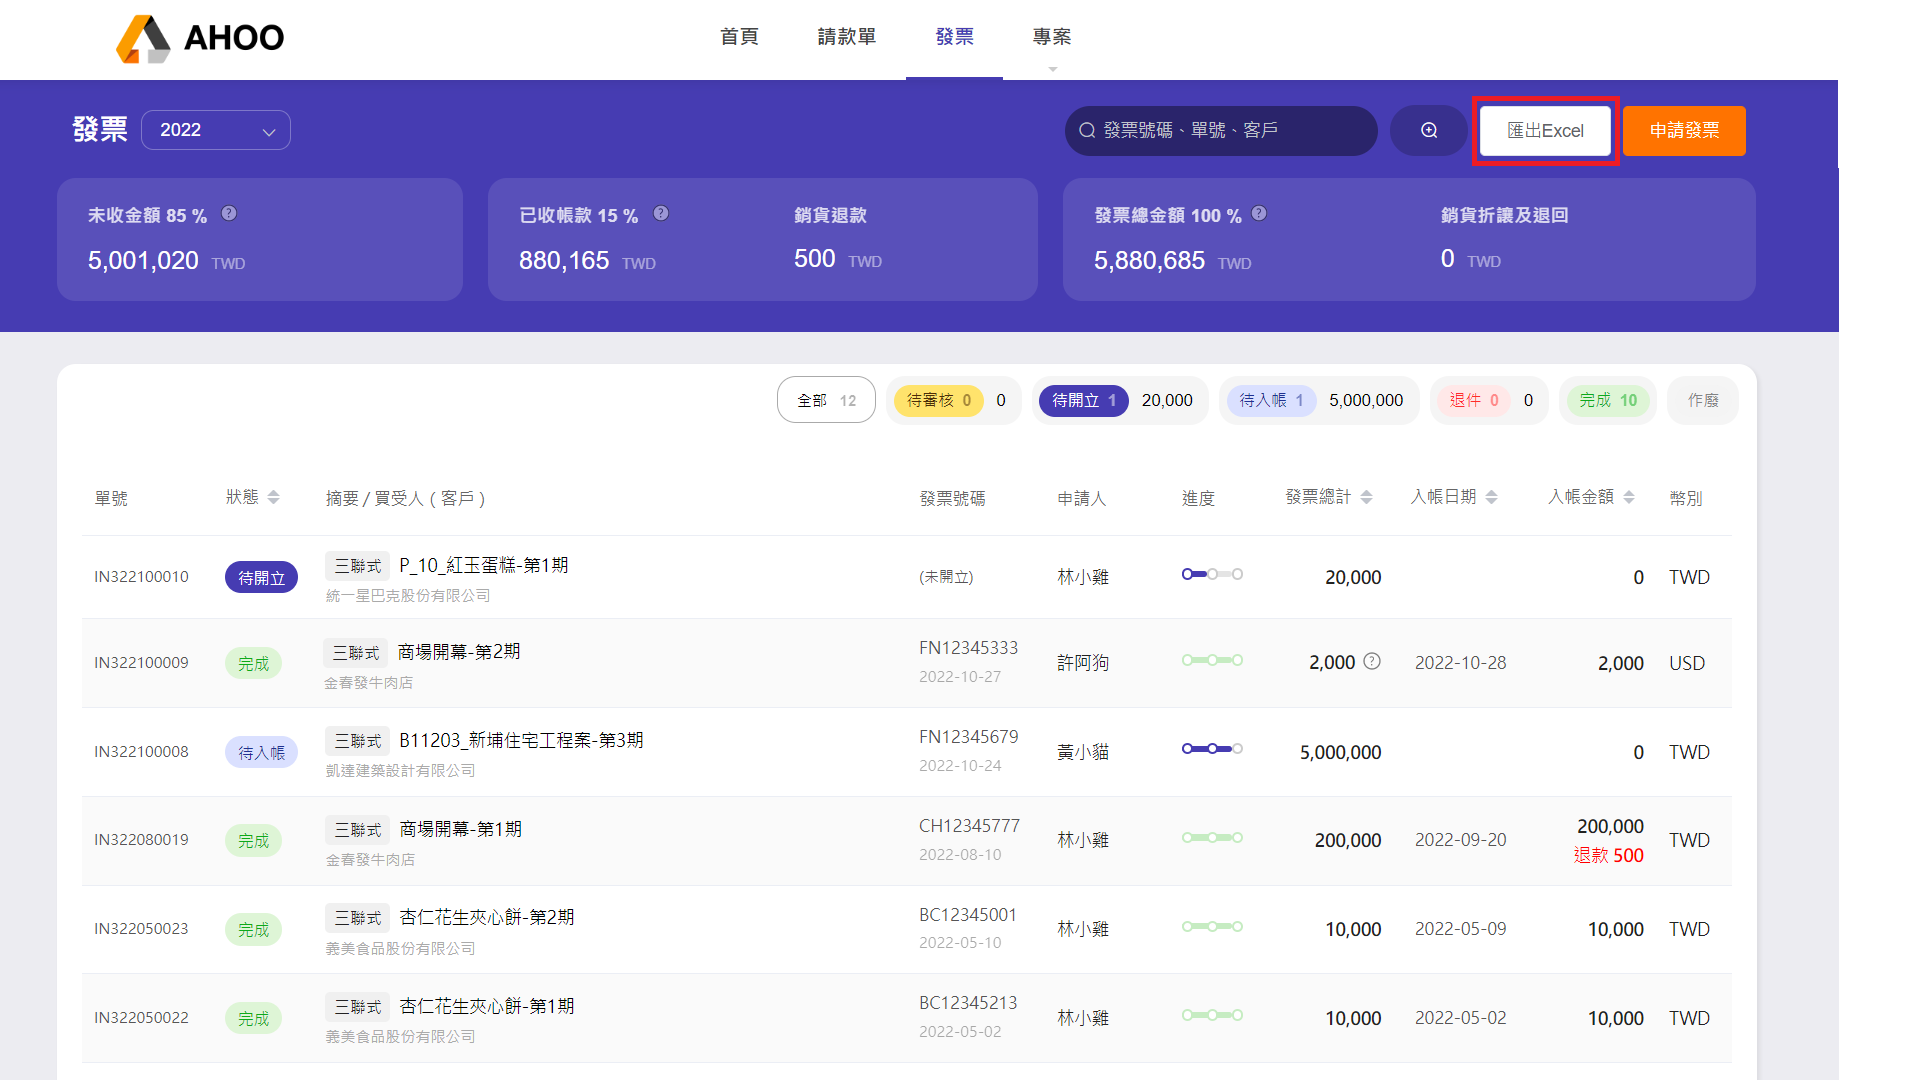 AHOO
首頁 請款單 發票 專案
發票 2022 發票號碼、單號、客戶 匯出Excel 申請發票
未收金額 85 % ? 已收帳款 15 % ? 銷貨退款 發票總金額 100 % ? 銷貨折讓及退回
5,001,020 TWD 880,165 TWD 500 TWD 5,880,685 TWD 0 TWD
全部 12 待審核 0 0 待開立 1 20,000 待入帳 1 5,000,000 退件 0 0 完成 10 作廢
單號 狀態 摘要 / 買受人 ( 客戶 ) 發票號碼 申請人 進度 發票總計 入帳日期 入帳金額 幣別
三聯式 P_10_紅玉蛋糕-第1期
IN322100010 待開立 (未開立) 林小雞 20,000 0 TWD
統一星巴克股份有限公司
三聯式 商場開幕-第2期 FN12345333
IN322100009 完成 許阿狗 2,000 ? 2022-10-28 2,000 USD
金春發牛肉店 2022-10-27
三聯式 B11203_新埔住宅工程案-第3期 FN12345679
IN322100008 待入帳 黃小貓 5,000,000 0 TWD
凱達建築設計有限公司 2022-10-24
三聯式 商場開幕-第1期 CH12345777 200,000
IN322080019 完成 林小雞 200,000 2022-09-20 TWD
金春發牛肉店 2022-08-10 退款 500
三聯式 杏仁花生夾心餅-第2期 BC12345001
IN322050023 完成 林小雞 10,000 2022-05-09 10,000 TWD
義美食品股份有限公司 2022-05-10
三聯式 杏仁花生夾心餅-第1期 BC12345213
IN322050022 完成 林小雞 10,000 2022-05-02 10,000 TWD
義美食品股份有限公司 2022-05-02